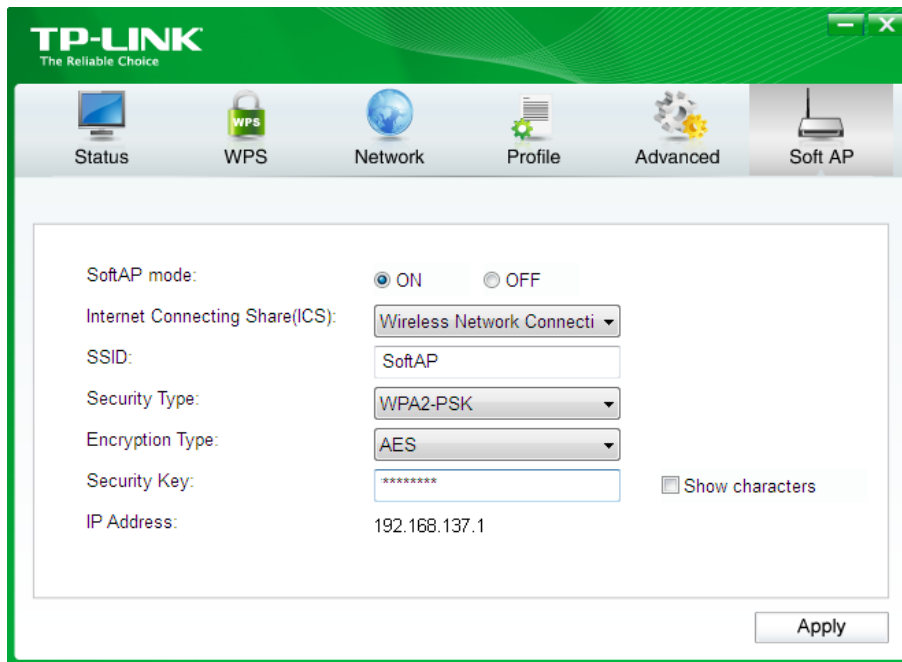 TP-LINK
The Reliable Choice
WPS
Status WPS Network Profile Advanced Soft AP
SoftAP mode: ON OFF
Internet Connecting Share(ICS): Wireless Network Connecti
SSID: SoftAP
Security Type: WPA2-PSK
Encryption Type: AES
Security Key: ******** Show characters
IP Address: 192.168.137.1
Apply